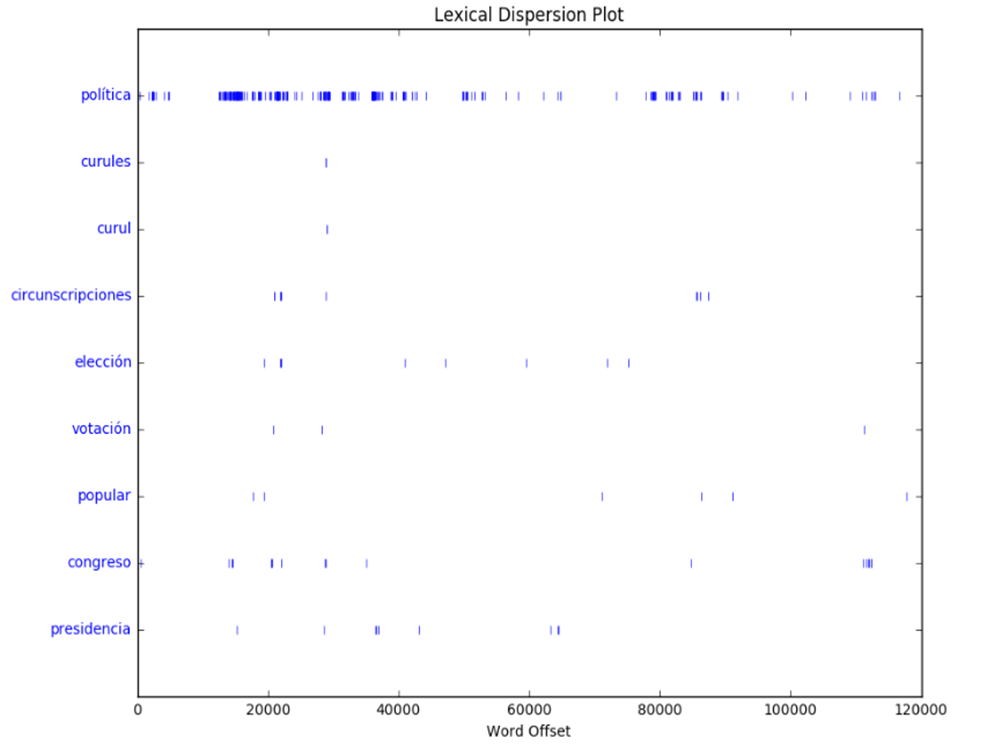 Lexical Dispersion Plot
política
curules
curul
circunscripciones
elección
votación
popular
congreso
presidencia
0 20000 40000 60000 80000 100000 120000
Word Offset